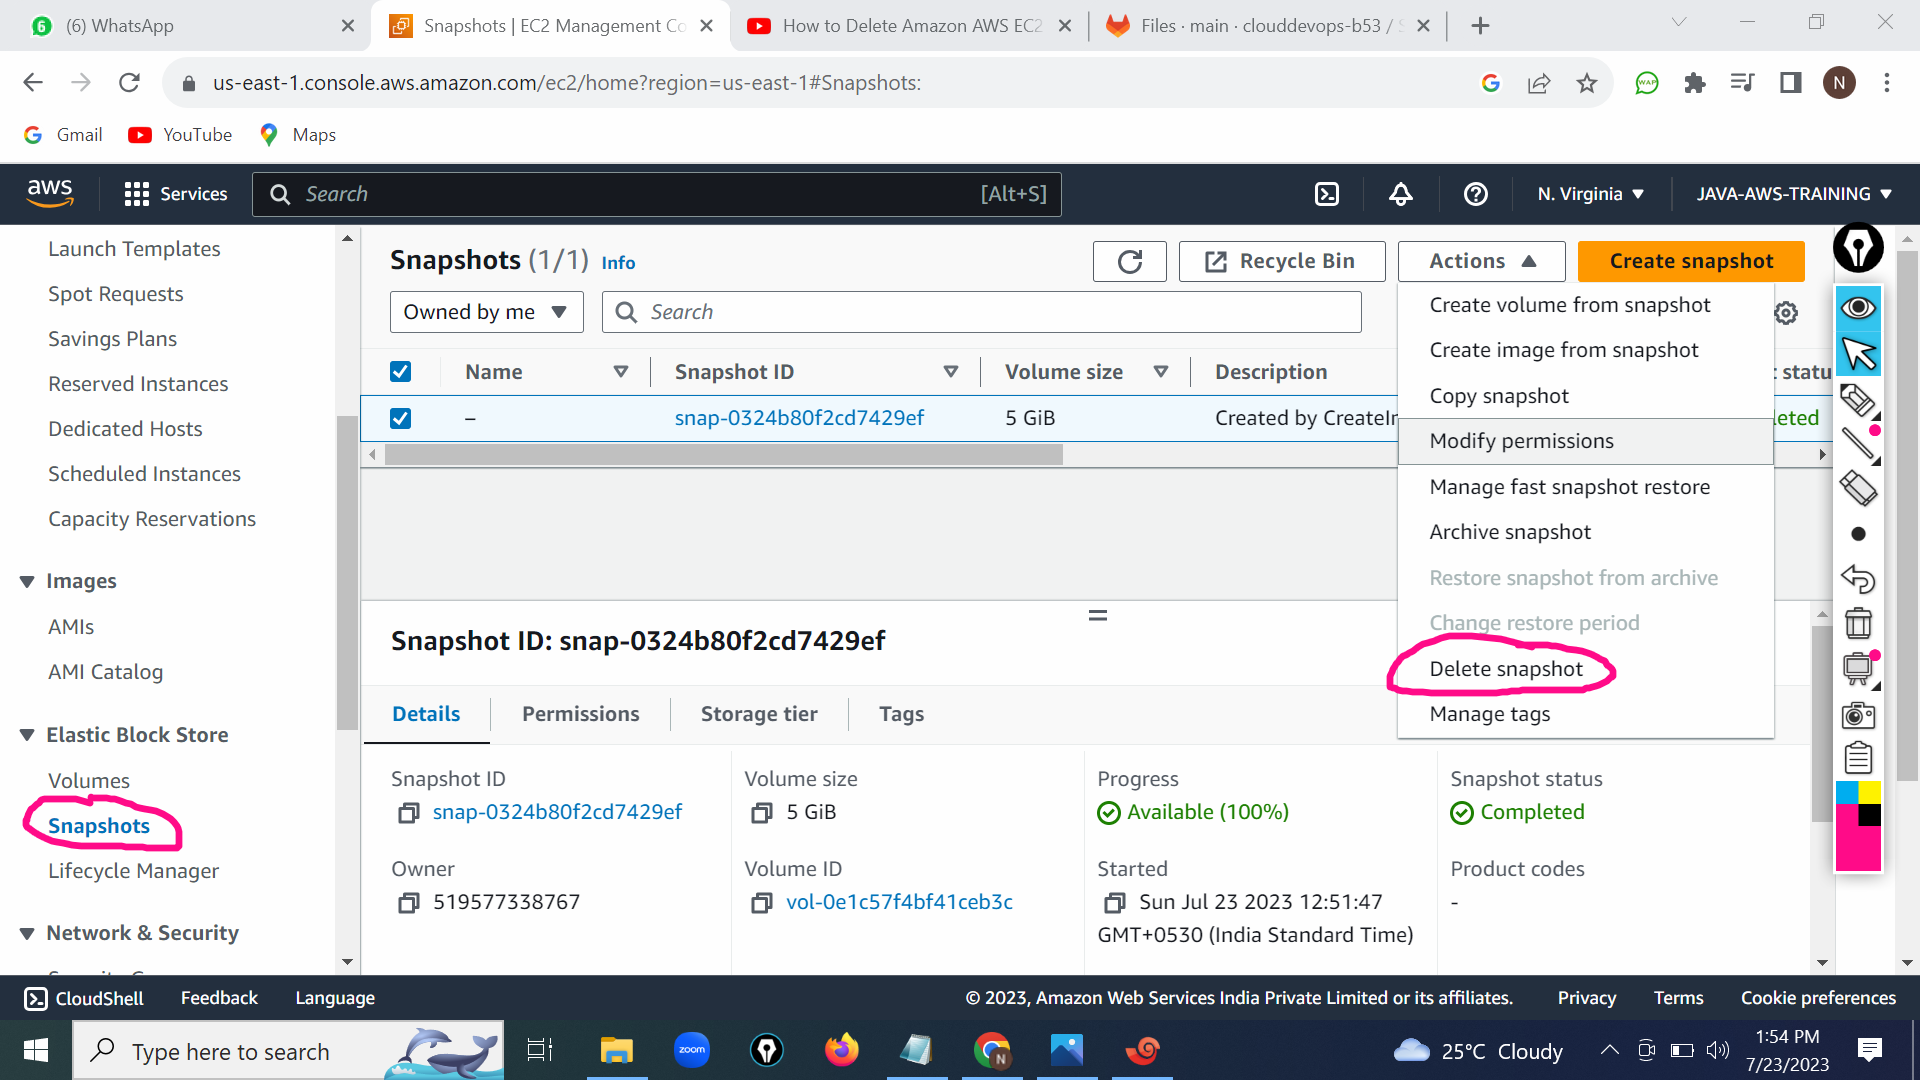 (6) WhatsApp
Snapshots | EC2 Management Co
How to Delete Amazon AWS EC2
Files · main · clouddevops-b53 /
us-east-1.console.aws.amazon.com/ec2/home?region=us-east-1#Snapshots:
N
Gmail
YouTube
Maps
aws
Services
Search
[Alt+S]
N. Virginia
JAVA-AWS-TRAINING
Launch Templates
Spot Requests
Savings Plans
Reserved Instances
Dedicated Hosts
Scheduled Instances
Capacity Reservations
Images
AMIs
AMI Catalog
Elastic Block Store
Volumes
Snapshots
Lifecycle Manager
Network & Security
Snapshots (1/1) Info
Recycle Bin
Actions
Create snapshot
Owned by me
Search
Name
Snapshot ID
Volume size
Description
t statu
–
snap-0324b80f2cd7429ef
5 GiB
Created by CreateIn
leted
Create volume from snapshot
Create image from snapshot
Copy snapshot
Modify permissions
Manage fast snapshot restore
Archive snapshot
Restore snapshot from archive
Change restore period
Delete snapshot
Manage tags
Snapshot ID: snap-0324b80f2cd7429ef
Details
Permissions
Storage tier
Tags
Snapshot ID
snap-0324b80f2cd7429ef
Volume size
5 GiB
Progress
Available (100%)
Snapshot status
Completed
Owner
519577338767
Volume ID
vol-0e1c57f4bf41ceb3c
Started
Sun Jul 23 2023 12:51:47
GMT+0530 (India Standard Time)
Product codes
-
CloudShell
Feedback
Language
© 2023, Amazon Web Services India Private Limited or its affiliates.
Privacy
Terms
Cookie preferences
Type here to search
zoom
N
25°C Cloudy
1:54 PM
7/23/2023